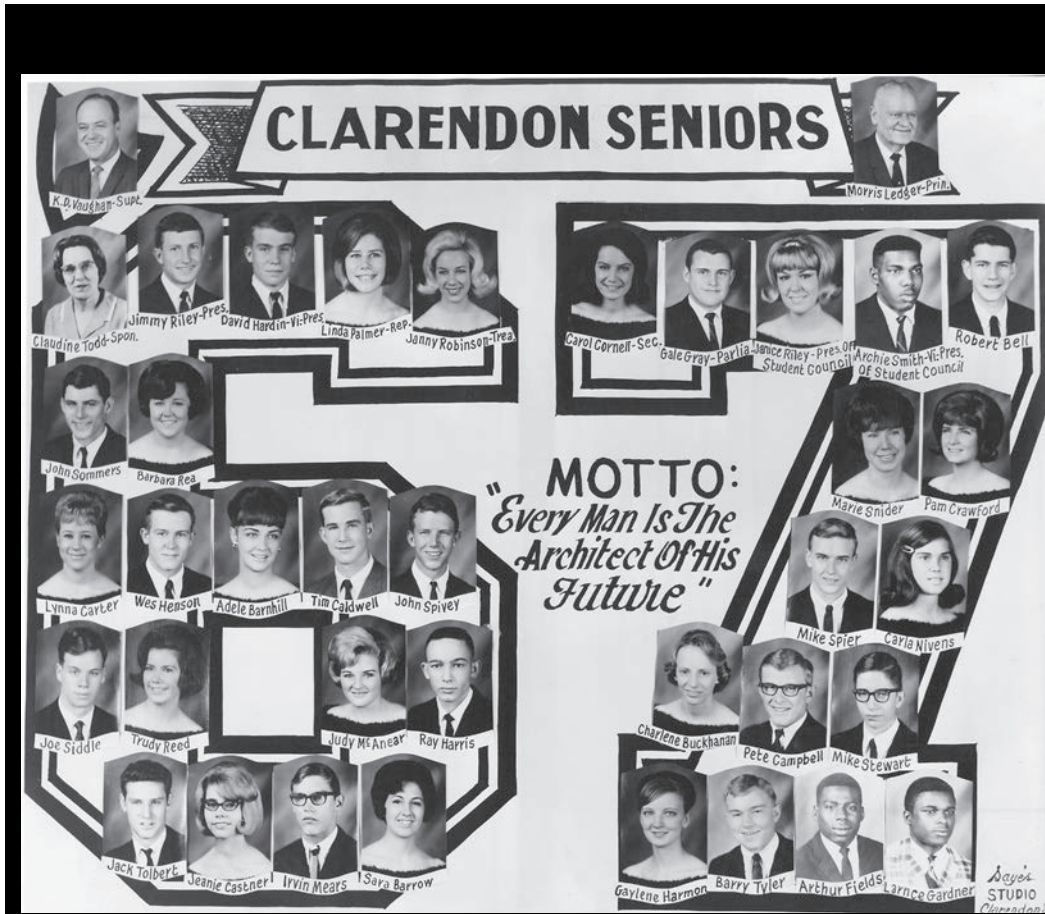 CLARENDON SENIORS
K.D. Vaughan-Supt.
Morris Ledger-Prin.
Claudine Todd-Spon.
Jimmy Riley-Pres.
David Hardin-Vi-Pres
Linda Palmer-Rep.
Janny Robinson-Trea.
Carol Cornell-Sec.
Gale Gray-Parlia-
Janice Riley-Pres. Of
Student Council
Archie Smith-Vi-Pres.
of Student Council
Robert Bell
John Sommers
Barbara Rea
Marie Snider
Pam Crawford
MOTTO:
"Every Man Is The
Architect Of His
Future"
Lynna Carter
Wes Henson
Adele Barnhill
Tim Caldwell
John Spivey
Mike Spier
Carla Nivens
Joe Siddle
Trudy Reed
Judy McAnear
Ray Harris
Charlene Buckhanan
Pete Campbell
Mike Stewart
Jack Tolbert
Jeanie Castner
Irvin Mears
Sara Barrow
Gaylene Harmon
Barry Tyler
Arthur Fields
Larnce Gardner
Daye's
STUDIO
Clarendon